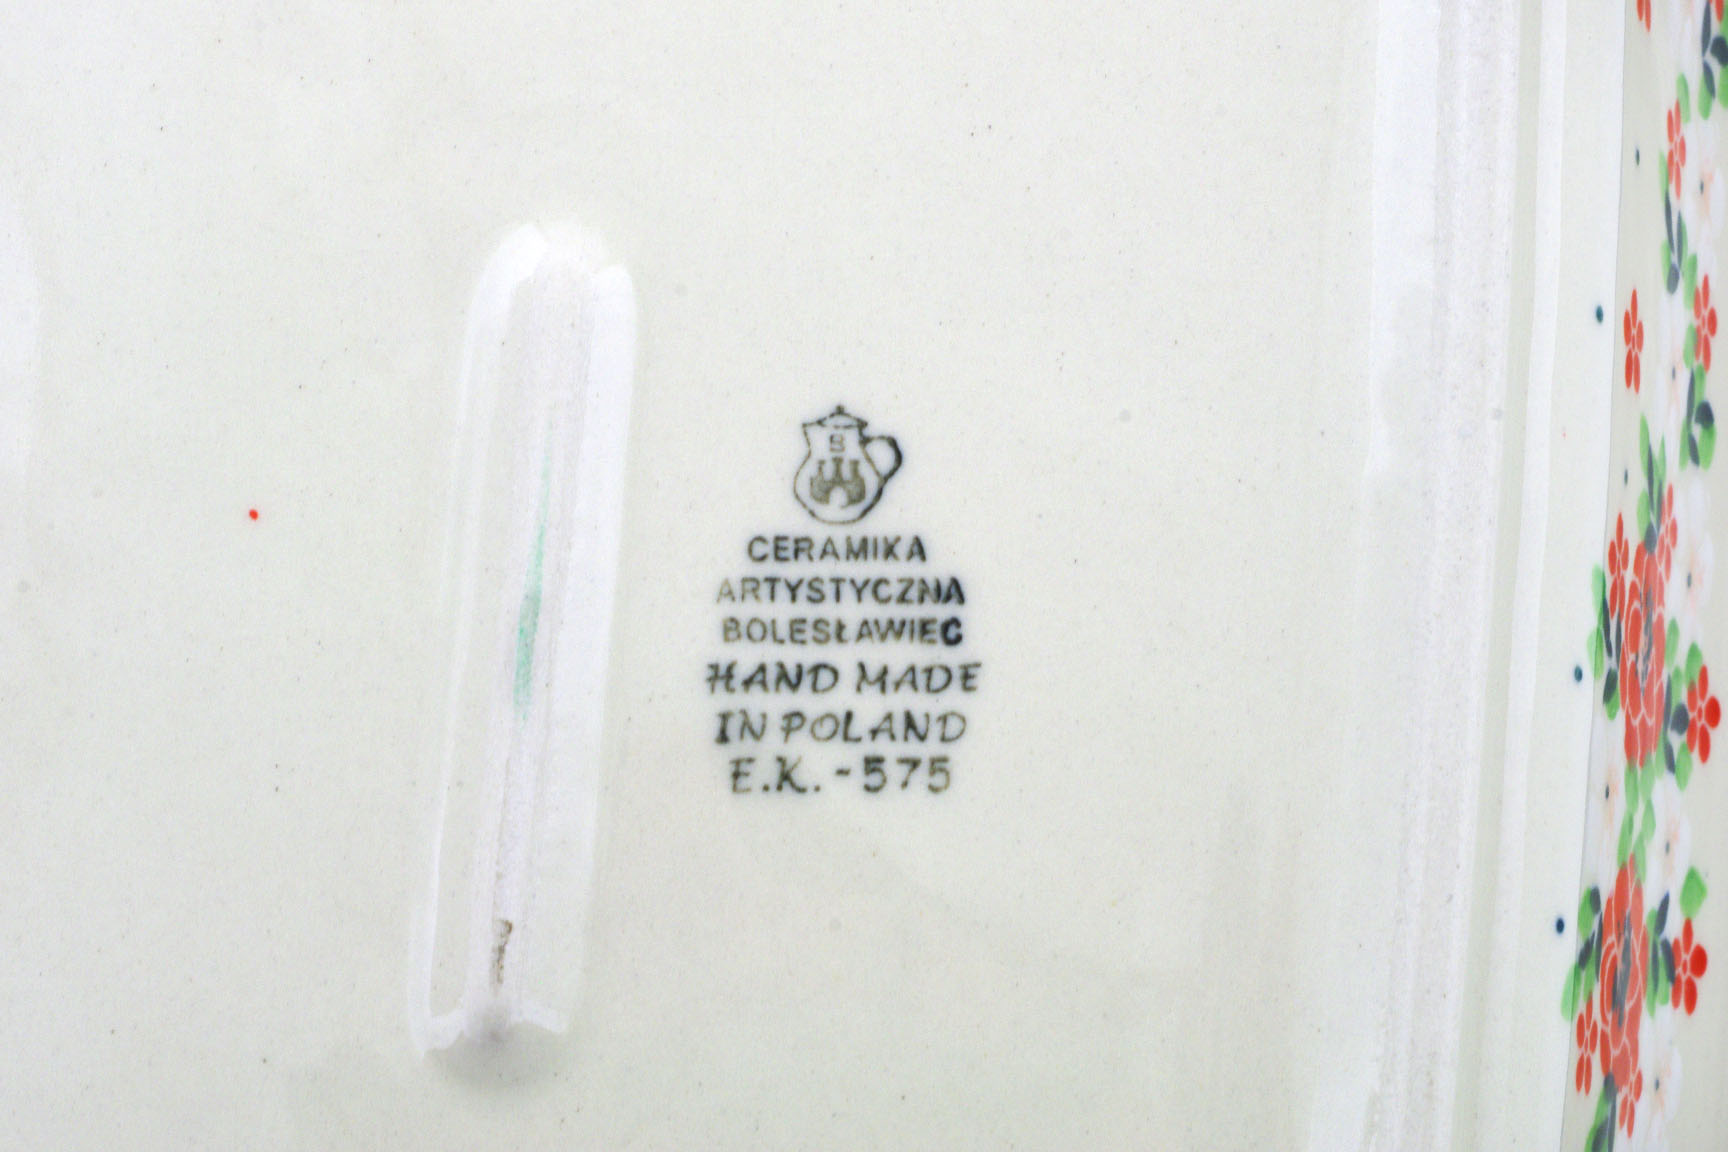 B
CERAMIKA
ARTYSTYCZNA
BOLESŁAWIEC
HAND MADE
IN POLAND
E.K. -575